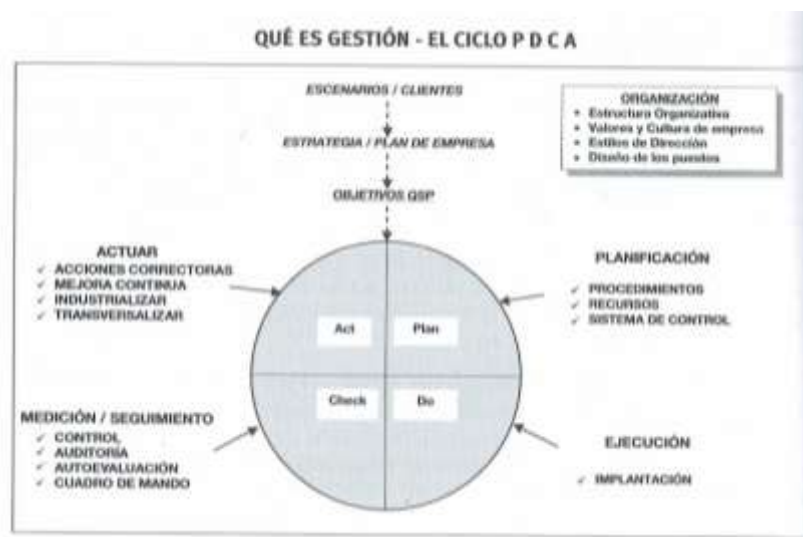 QUÉ ES GESTIÓN - EL CICLO P D C A
ESCENARIOS / CLIENTES
ORGANIZACIÓN
• Estructura Organizativa
• Valores y Cultura de empresa
• Estilos de Dirección
• Diseño de los puestos
ESTRATEGIA / PLAN DE EMPRESA
OBJETIVOS QSP
ACTUAR
✓ ACCIONES CORRECTORAS
✓ MEJORA CONTINUA
✓ INDUSTRIALIZAR
✓ TRANSVERSALIZAR
PLANIFICACIÓN
✓ PROCEDIMIENTOS
✓ RECURSOS
✓ SISTEMA DE CONTROL
Act
Plan
Check
Do
MEDICIÓN / SEGUIMIENTO
✓ CONTROL
✓ AUDITORÍA
✓ AUTOEVALUACIÓN
✓ CUADRO DE MANDO
EJECUCIÓN
✓ IMPLANTACIÓN